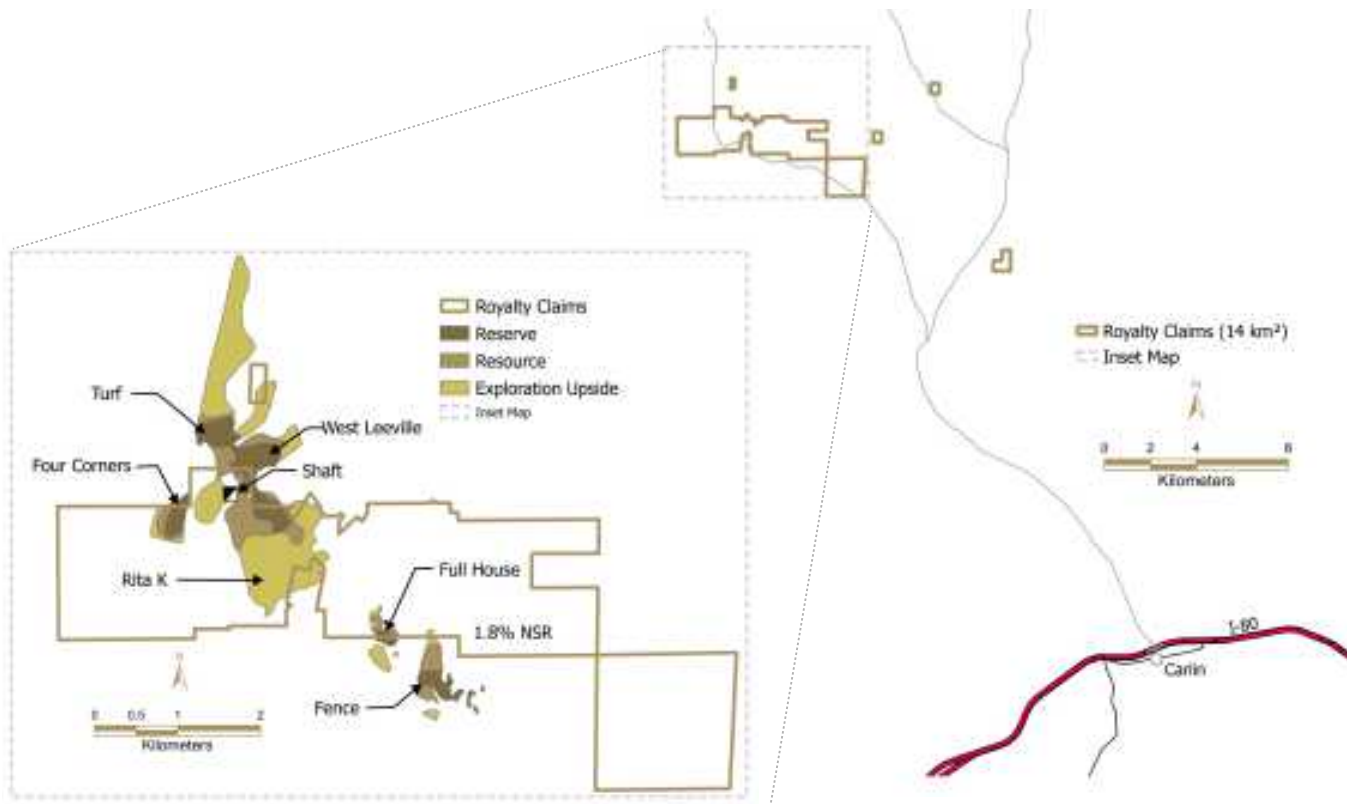 Royalty Claims
Reserve
Resource
Exploration Upside
Inset Map
Turf
West Leeville
Four Corners
Shaft
Rita K
Full House
1.8% NSR
Fence
N
0 0.5 1 2
Kilometers
Royalty Claims (14 km²)
Inset Map
N
0 2 4 8
Kilometers
I-80
Carlin